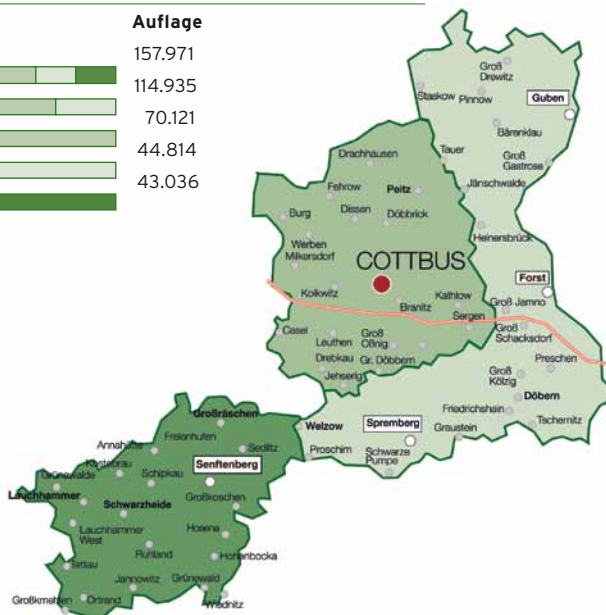 Auflage
157.971
114.935
70.121
44.814
43.036
Groß
Drewitz
Staskow
Pinnow
Guben
Bärenklau
Drachhausen
Tauer
Groß
Gastrose
Fehrow
Peitz
Jänschwalde
Burg
Dissen
Döbbrick
Heinersbrück
Werben
Milkersdorf
COTTBUS
Forst
Kolkwitz
Branitz
Kathlow
Groß Jamno
Sergen
Casel
Leuthen
Groß
Oßnig
Groß
Schacksdorf
Drebkau
Gr. Döbbern
Preschen
Jehserig
Groß
Kölzig
Döbern
Großräschen
Friedrichshain
Freienhufen
Welzow
Spremberg
Graustein
Tschernitz
Annahütte
Sedlitz
Proschim
Schwarze
Pumpe
Kostebrau
Senftenberg
Grünewalde
Schipkau
Lauchhammer
Großkoschen
Schwarzheide
Lauchhammer
West
Hosena
Ruhland
Hohenbocka
Tettau
Jannowitz
Grünewald
Großkmehlen
Ortrand
Wiednitz